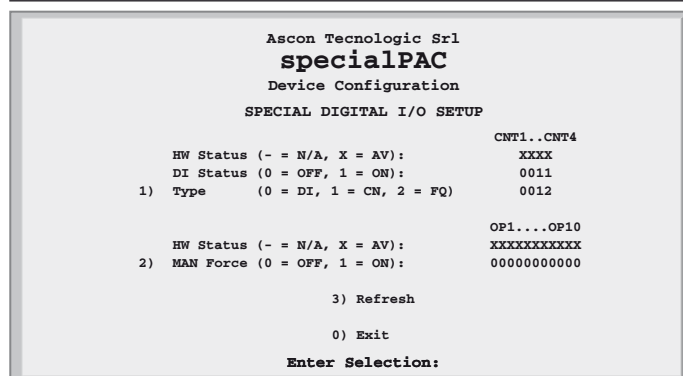 Ascon Tecnologic Srl
specialPAC
Device Configuration
SPECIAL DIGITAL I/O SETUP
CNT1..CNT4
HW Status (- = N/A, X = AV): XXXX
DI Status (0 = OFF, 1 = ON): 0011
1) Type (0 = DI, 1 = CN, 2 = FQ) 0012
OP1....OP10
HW Status (- = N/A, X = AV): XXXXXXXXXXX
2) MAN Force (0 = OFF, 1 = ON): 00000000000
3) Refresh
0) Exit
Enter Selection: